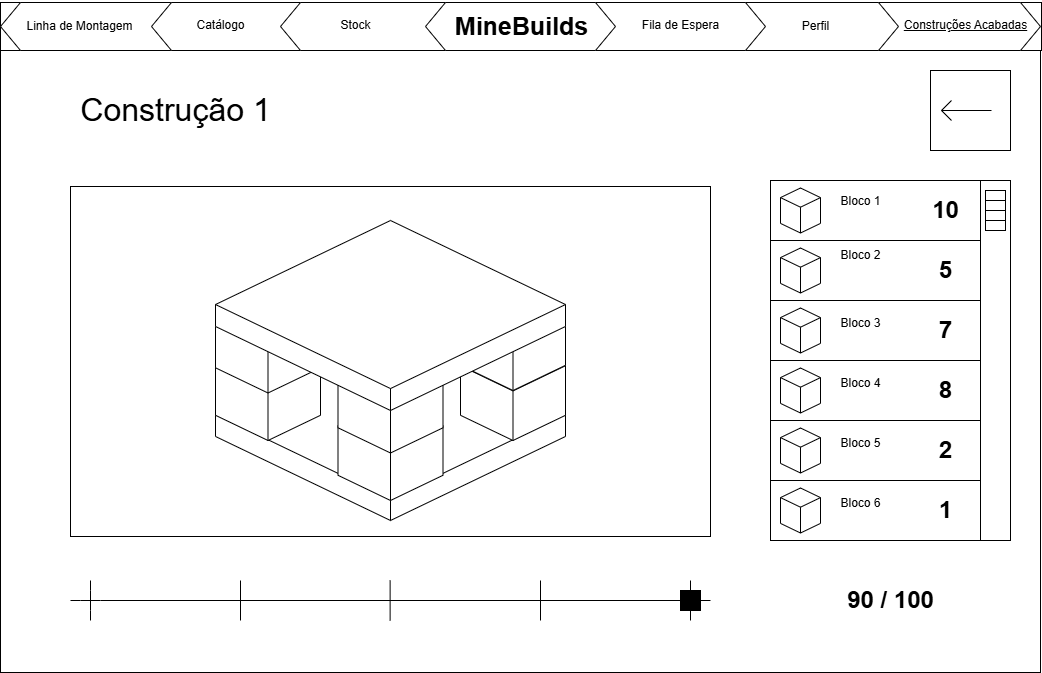 Linha de Montagem
Catálogo
Stock
MineBuilds
Fila de Espera
Perfil
Construções Acabadas
Construção 1
Bloco 1
10
Bloco 2
5
Bloco 3
7
Bloco 4
8
Bloco 5
2
Bloco 6
1
90 / 100